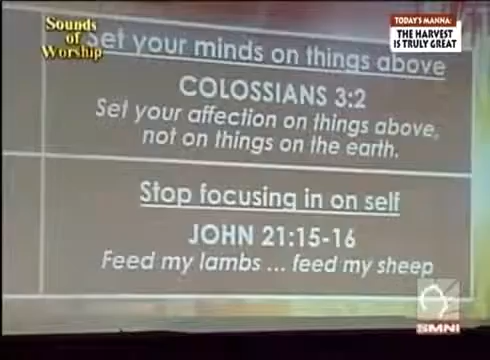 Sounds
of
Worship
TODAY'S MANNA:
THE HARVEST
IS TRULY GREAT
Set your minds on things above
COLOSSIANS 3:2
Set your affection on things above,
not on things on the earth.
Stop focusing in on self
JOHN 21:15-16
Feed my lambs ... feed my sheep
SMNI